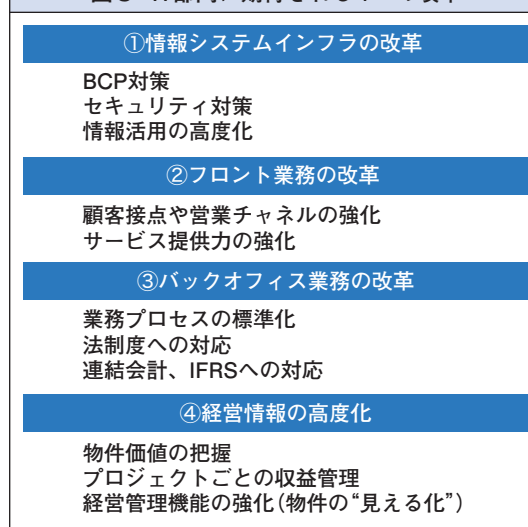 ①情報システムインフラの改革
BCP対策
セキュリティ対策
情報活用の高度化
②フロント業務の改革
顧客接点や営業チャネルの強化
サービス提供力の強化
③バックオフィス業務の改革
業務プロセスの標準化
法制度への対応
連結会計、IFRSへの対応
④経営情報の高度化
物件価値の把握
プロジェクトごとの収益管理
経営管理機能の強化(物件の“見える化”)